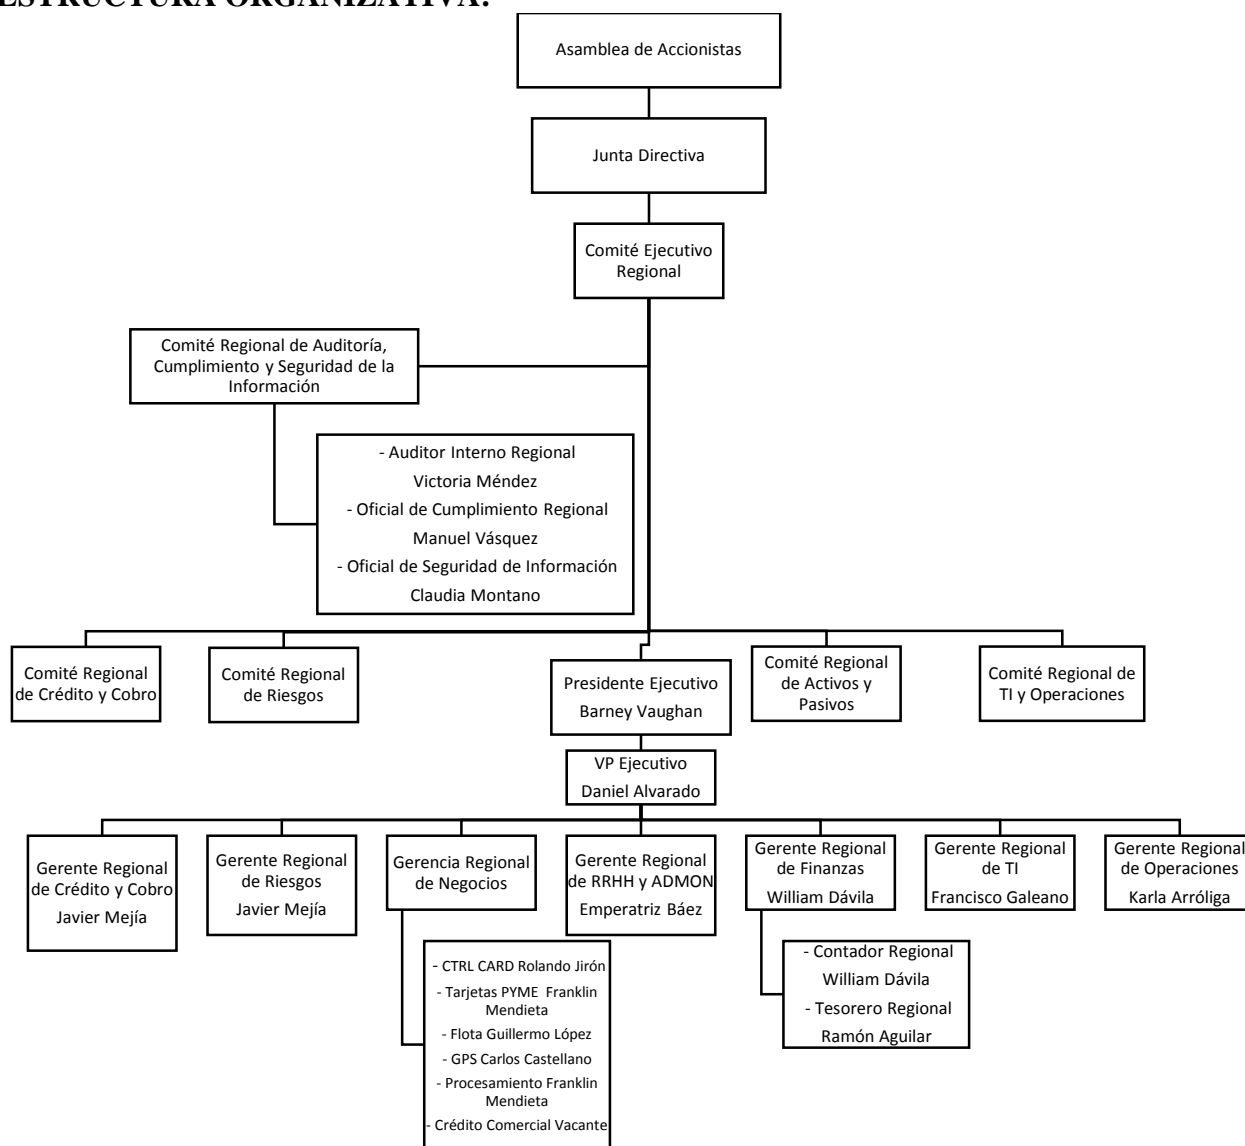 ESTRUCTURA ORGANIZATIVA:
Asamblea de Accionistas
Junta Directiva
Comité Ejecutivo
Regional
Comité Regional de Auditoría,
Cumplimiento y Seguridad de la
Información
- Auditor Interno Regional
Victoria Méndez
- Oficial de Cumplimiento Regional
Manuel Vásquez
- Oficial de Seguridad de Información
Claudia Montano
Comité Regional
de Crédito y Cobro
Comité Regional
de Riesgos
Presidente Ejecutivo
Barney Vaughan
Comité Regional
de Activos y
Pasivos
Comité Regional de
TI y Operaciones
VP Ejecutivo
Daniel Alvarado
Gerente Regional
de Crédito y Cobro
Javier Mejía
Gerente Regional
de Riesgos
Javier Mejía
Gerencia Regional
de Negocios
Gerente Regional
de RRHH y ADMON
Emperatriz Báez
Gerente Regional
de Finanzas
William Dávila
Gerente Regional
de TI
Francisco Galeano
Gerente Regional
de Operaciones
Karla Arróliga
- CTRL CARD Rolando Jirón
- Tarjetas PYME Franklin
Mendieta
- Flota Guillermo López
- GPS Carlos Castellano
- Procesamiento Franklin
Mendieta
- Crédito Comercial Vacante
- Contador Regional
William Dávila
- Tesorero Regional
Ramón Aguilar